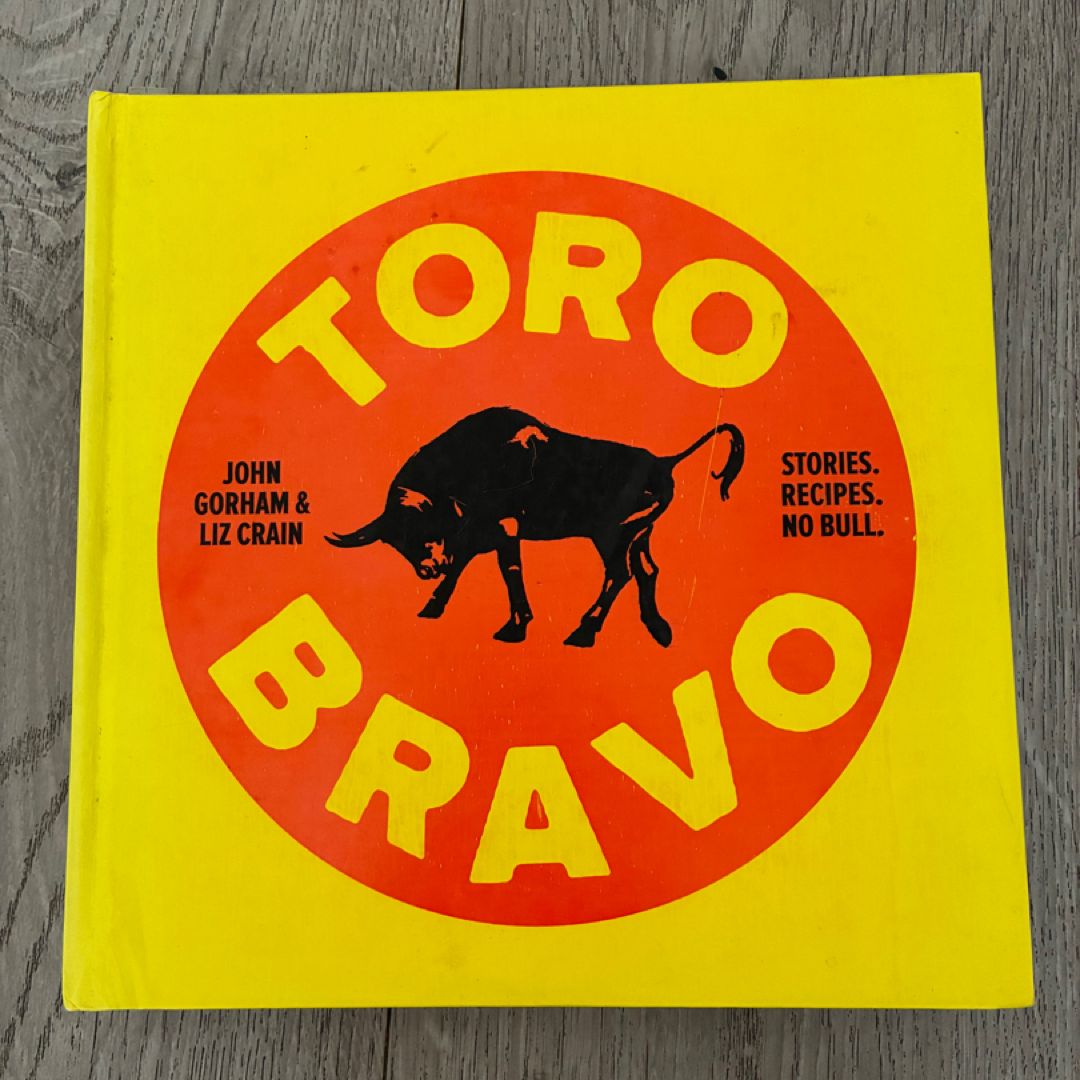 TORO
JOHN
GORHAM &
LIZ CRAIN
STORIES.
RECIPES.
NO BULL.
BRAVO